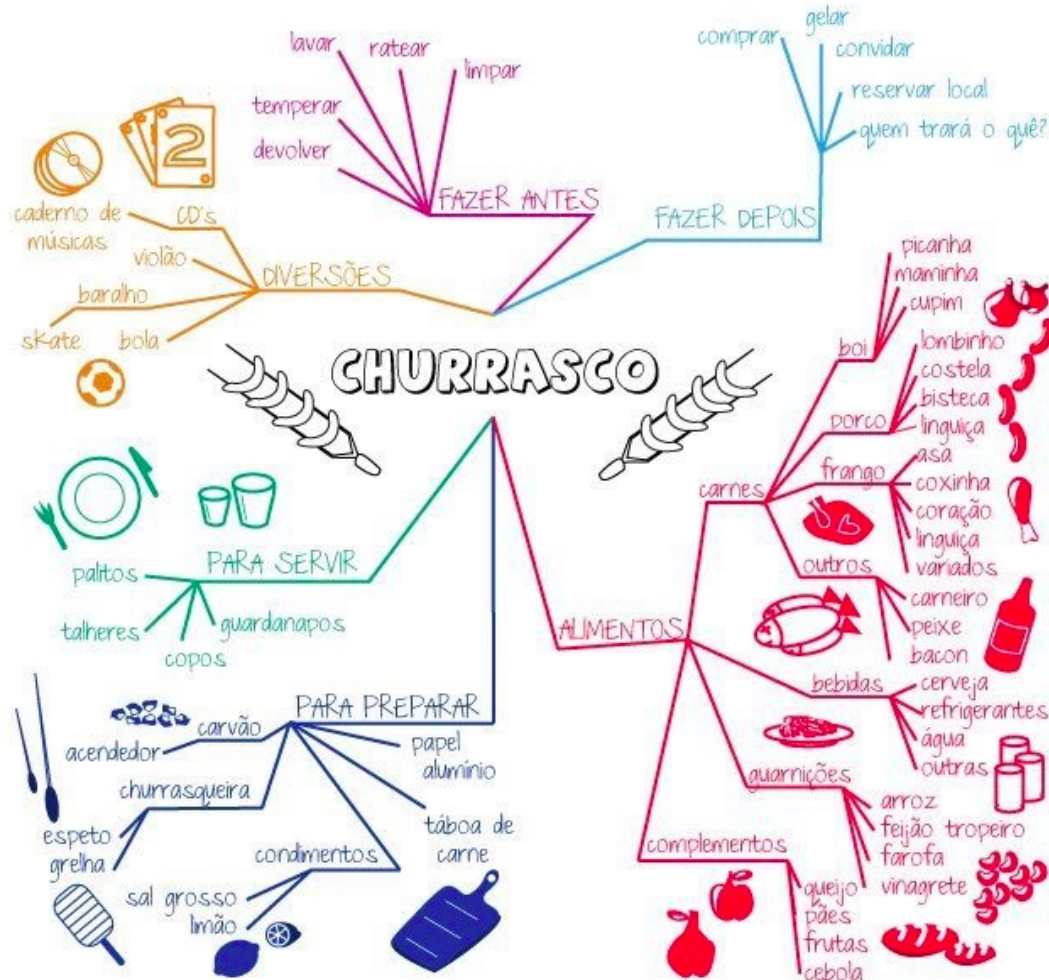 lavar
ratear
limpar
temperar
devolver
FAZER ANTES
comprar
gelar
convidar
reservar local
quem trará o quê?
FAZER DEPOIS
2
caderno de
músicas
CD's
violão
baralho
skate
bola
DIVERSÕES
CHURRASCO
PARA SERVIR
palitos
talheres
copos
guardanapos
PARA PREPARAR
carvão
acendedor
churrasqueira
espeto
grelha
condimentos
sal grosso
limão
papel
alumínio
táboa de
carne
ALIMENTOS
carnes
boi
picanha
maminha
cupim
porco
lombinho
costela
bisteca
linguiça
frango
asa
coxinha
coração
linguiça
variados
outros
carneiro
peixe
bacon
bebidas
cerveja
refrigerantes
água
outras
guarnições
arroz
feijão tropeiro
farofa
vinagrete
complementos
queijo
pães
frutas
cebola